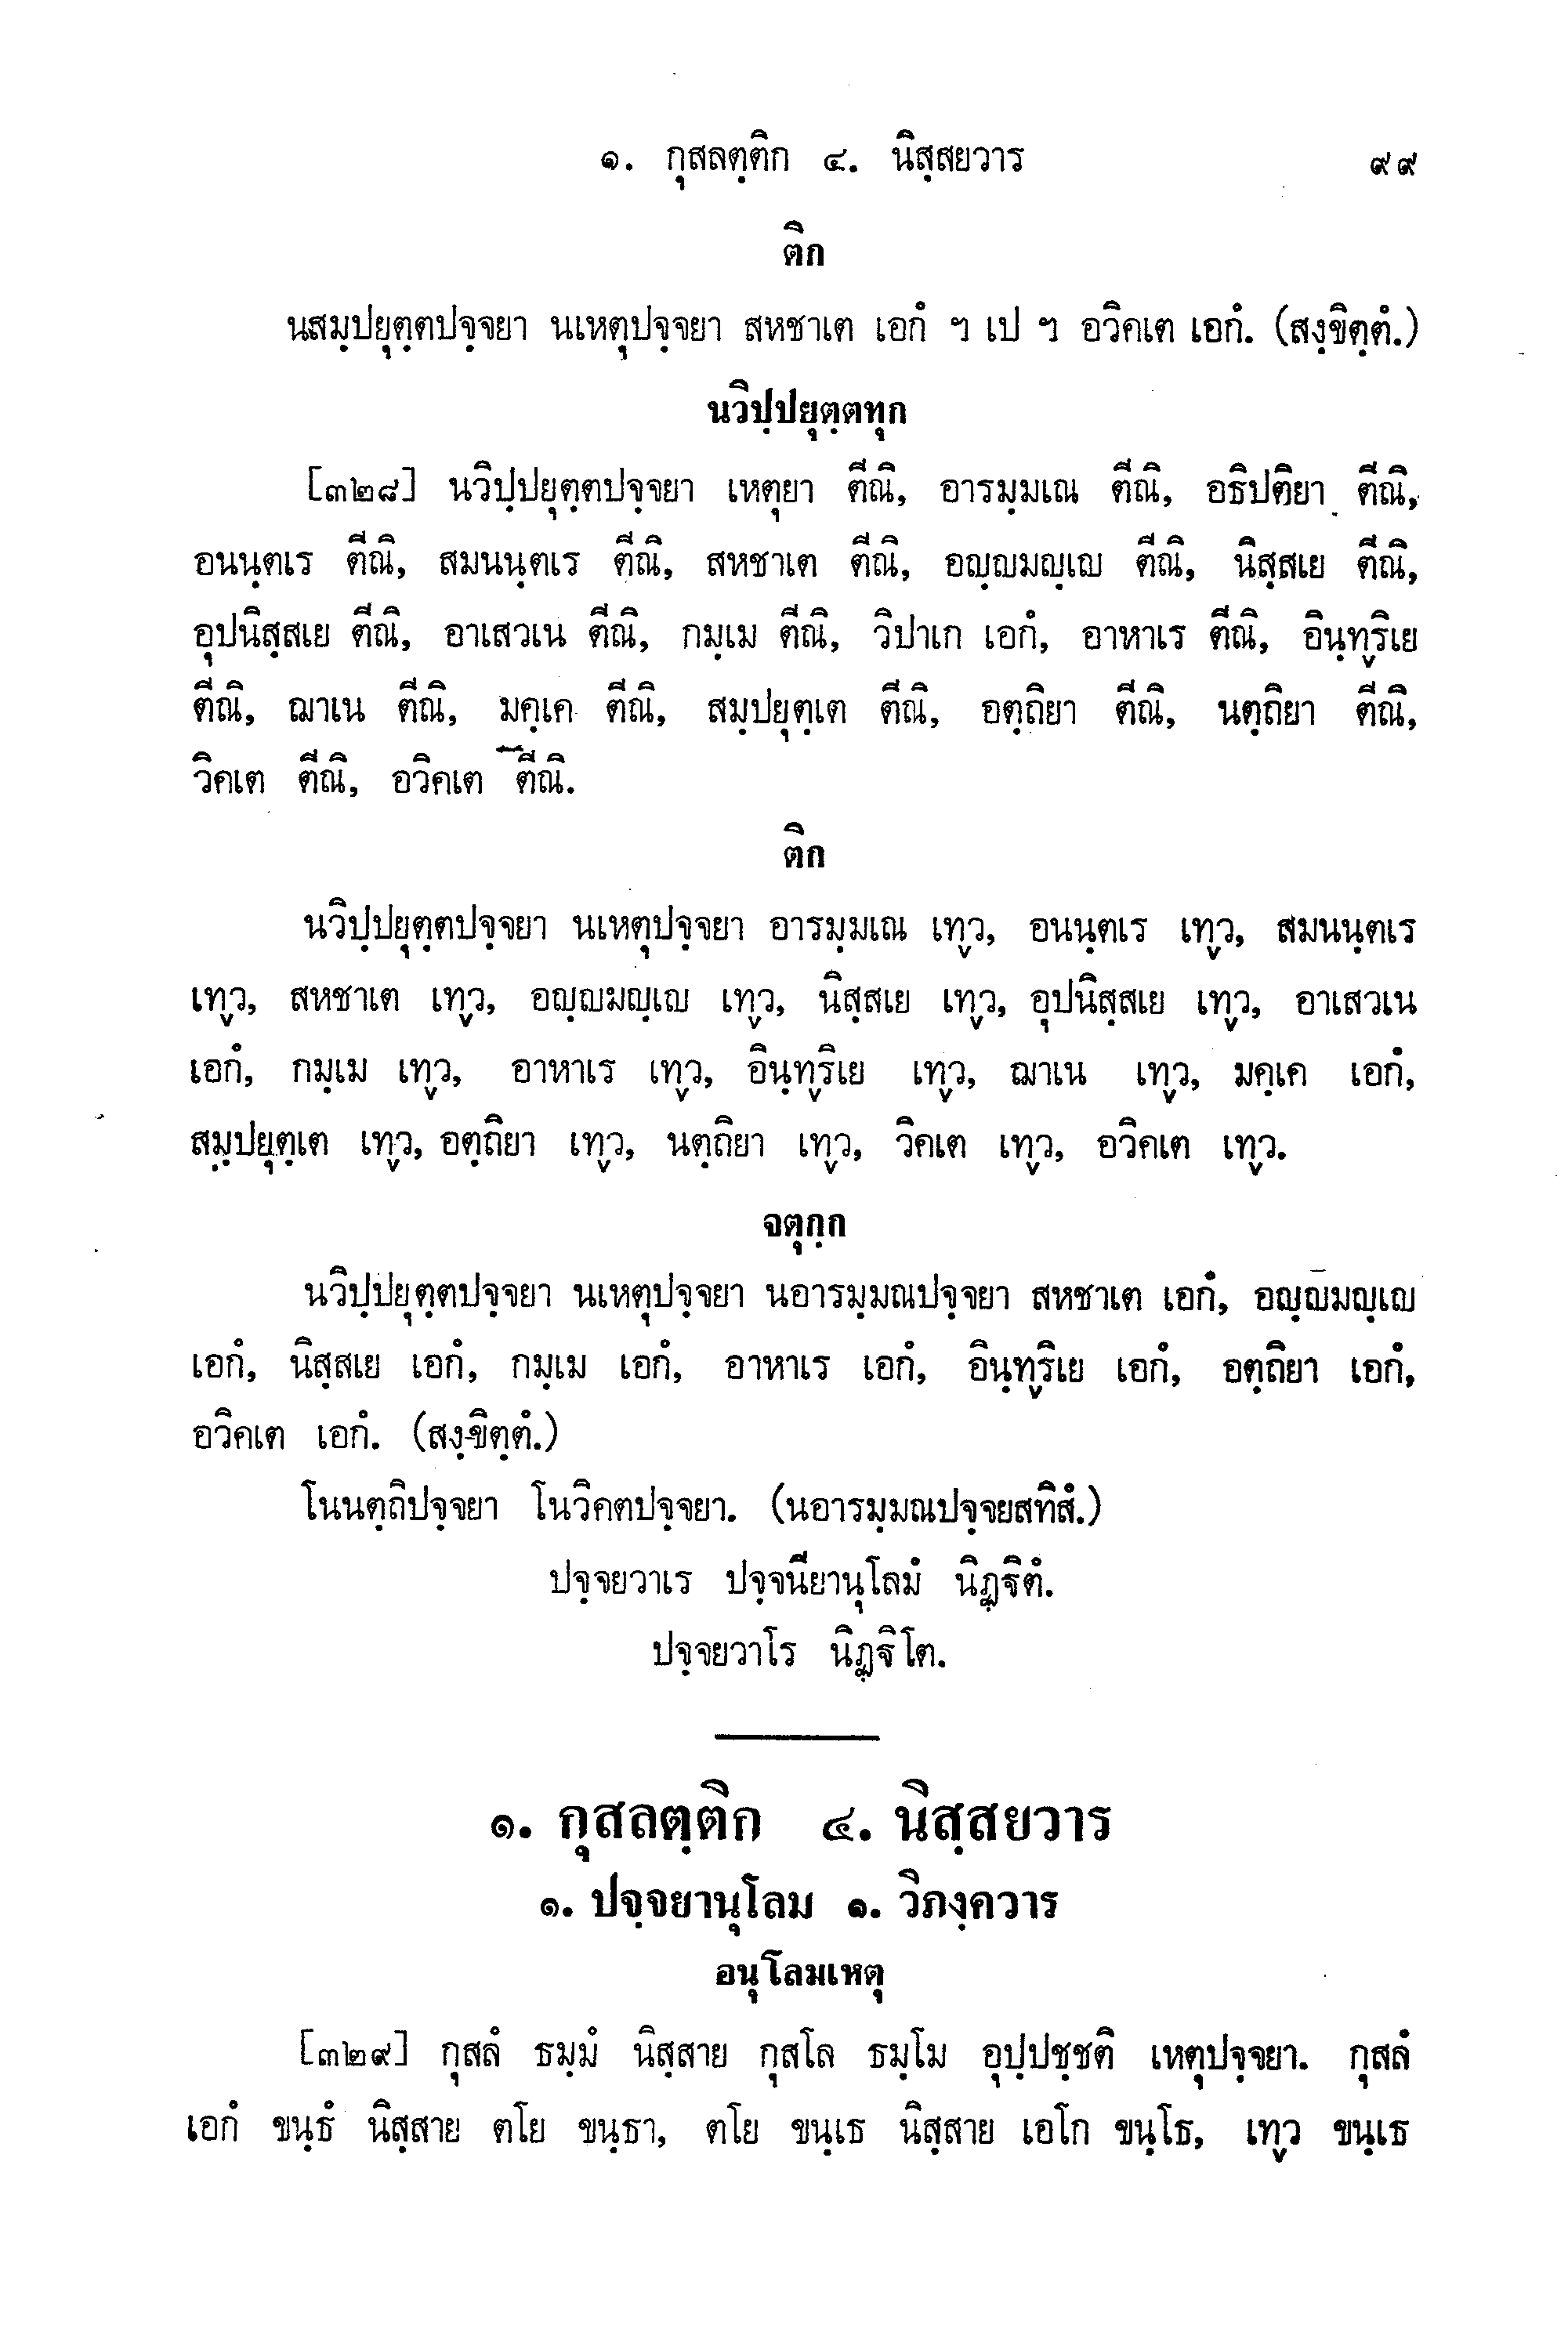 ๑. กุสลตฺติก ๔. นิสฺสยวาร ๙๙
ติก
นสมฺปยุตฺตปจฺจยา นเหตุปจฺจยา สหชาเต เอกํ ฯ เป ฯ อวิคเต เอกํ. (สงฺขิตฺตํ.)
นวิปฺปยุตฺตทุก
[๓๒๘] นวิปฺปยุตฺตปจฺจยา เหตุยา ตีณิ, อารมฺมเณ ตีณิ, อธิปติยา ตีณิ,
อนนฺตเร ตีณิ, สมนนฺตเร ตีณิ, สหชาเต ตีณิ, อญฺญมญฺเญ ตีณิ, นิสฺสเย ตีณิ,
อุปนิสฺสเย ตีณิ, อาเสวเน ตีณิ, กมฺเม ตีณิ, วิปาเก เอกํ, อาหาเร ตีณิ, อินฺทฺริเย
ตีณิ, ฌาเน ตีณิ, มคฺเค ตีณิ, สมฺปยุตฺเต ตีณิ, อตฺถิยา ตีณิ, นตฺถิยา ตีณิ,
วิคเต ตีณิ, อวิคเต ตีณิ.
ติก
นวิปฺปยุตฺตปจฺจยา นเหตุปจฺจยา อารมฺมเณ เทฺว, อนนฺตเร เทฺว, สมนนฺตเร
เทฺว, สหชาเต เทฺว, อญฺญมญฺเญ เทฺว, นิสฺสเย เทฺว, อุปนิสฺสเย เทฺว, อาเสวเน
เอกํ, กมฺเม เทฺว, อาหาเร เทฺว, อินฺทฺริเย เทฺว, ฌาเน เทฺว, มคฺเค เอกํ,
สมฺปยุตฺเต เทฺว, อตฺถิยา เทฺว, นตฺถิยา เทฺว, วิคเต เทฺว, อวิคเต เทฺว.
จตุกฺก
นวิปฺปยุตฺตปจฺจยา นเหตุปจฺจยา นอารมฺมณปจฺจยา สหชาเต เอกํ, อญฺญมญฺเญ
เอกํ, นิสฺสเย เอกํ, กมฺเม เอกํ, อาหาเร เอกํ, อินฺทฺริเย เอกํ, อตฺถิยา เอกํ,
อวิคเต เอกํ. (สงฺขิตฺตํ.)
โนนตฺถิปจฺจยา โนวิคตปจฺจยา. (นอารมฺมณปจฺจยสทิสํ.)
ปจฺจยวาเร ปจฺจนียานุโลมํ นิฏฺฐิตํ.
ปจฺจยวาโร นิฏฺฐิโต.
๑. กุสลตฺติก ๔. นิสฺสยวาร
๑. ปจฺจยานุโลม ๑. วิภงฺควาร
อนุโลมเหตุ
[๓๒๙] กุสลํ ธมฺมํ นิสฺสาย กุสโล ธมฺโม อุปฺปชฺชติ เหตุปจฺจยา. กุสลํ
เอกํ ขนฺธํ นิสฺสาย ตโย ขนฺธา, ตโย ขนฺเธ นิสฺสาย เอโก ขนฺโธ, เทฺว ขนฺเธ